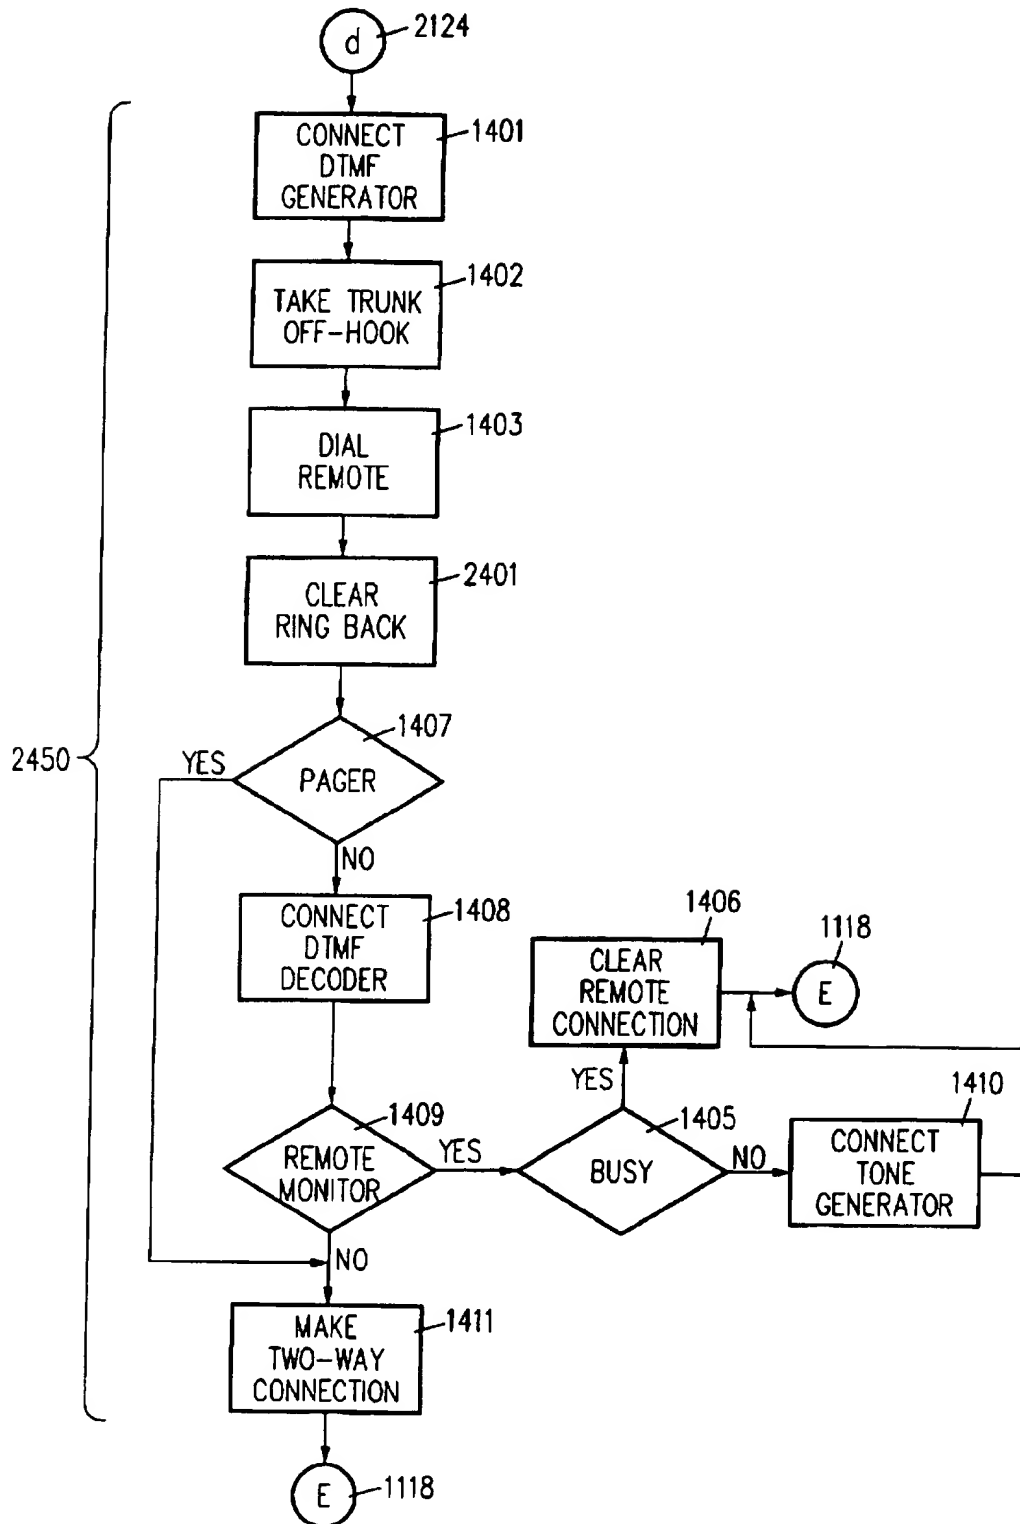 d
2124
CONNECT
DTMF
GENERATOR
1401
TAKE TRUNK
OFF-HOOK
1402
DIAL
REMOTE
1403
CLEAR
RING BACK
2401
2450
PAGER
1407
YES
NO
CONNECT
DTMF
DECODER
1408
CLEAR
REMOTE
CONNECTION
1406
E
1118
REMOTE
MONITOR
1409
YES
NO
BUSY
1405
YES
NO
CONNECT
TONE
GENERATOR
1410
MAKE
TWO-WAY
CONNECTION
1411
E
1118